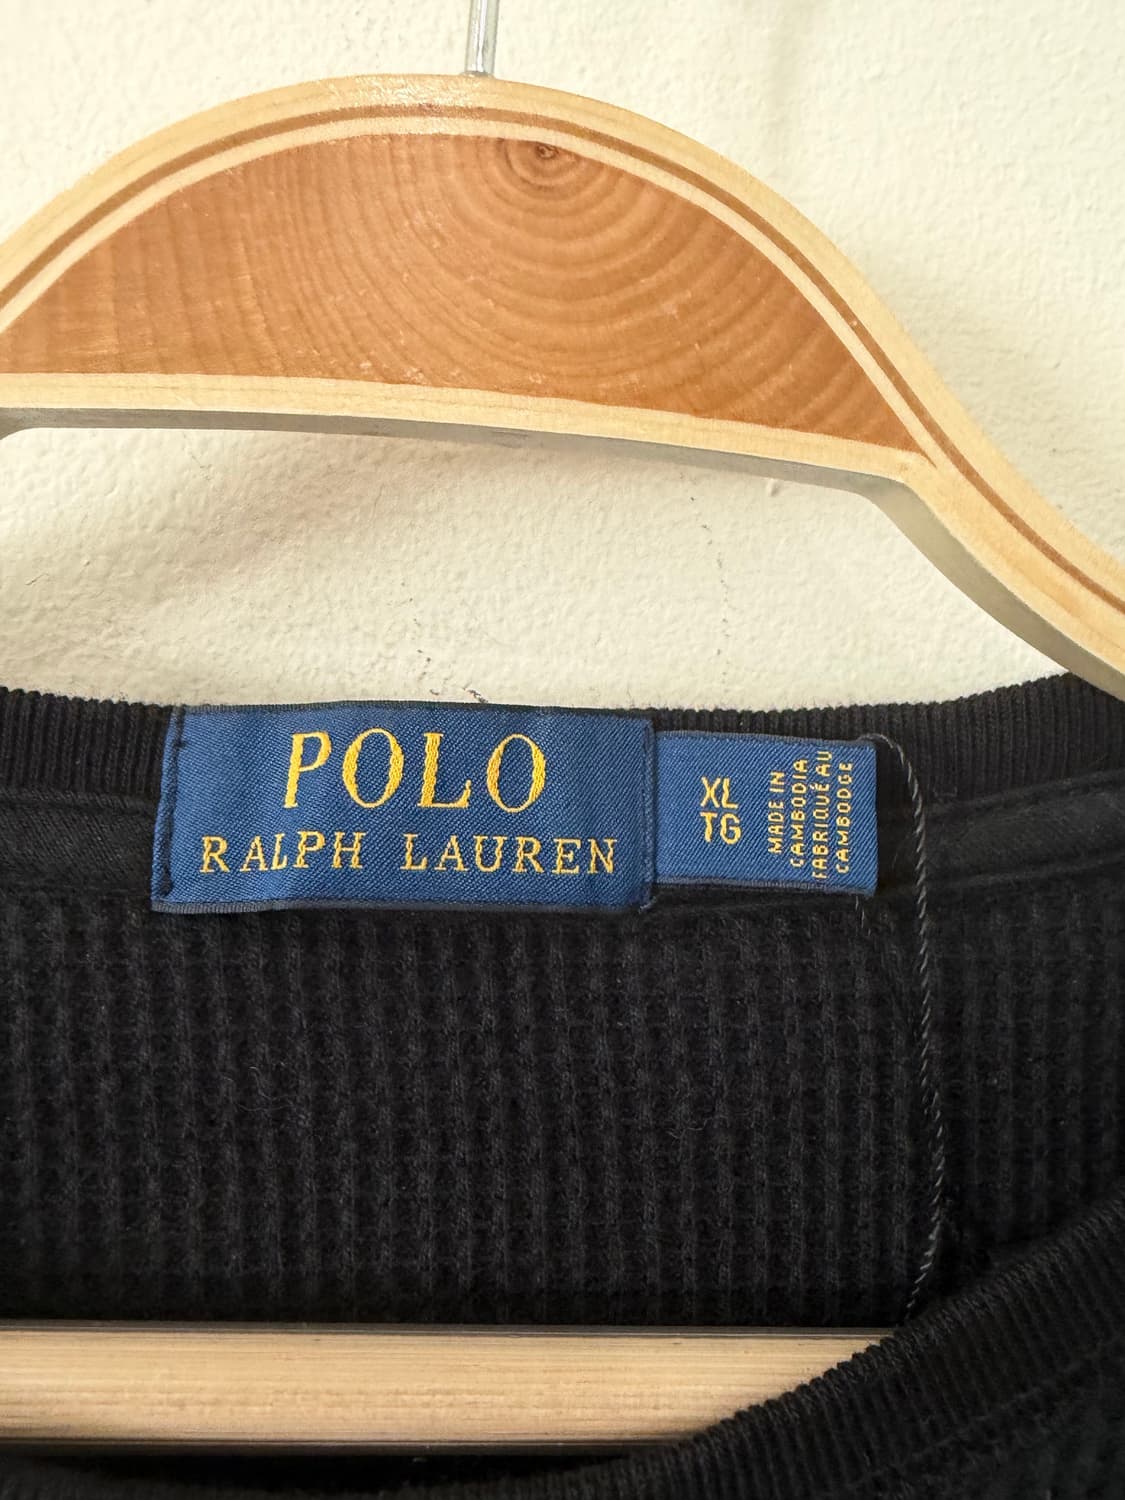 POLO
RALPH LAUREN
XL
TG
MADE IN
CAMBODIA
FABRIQUÉ AU
CAMBODGE